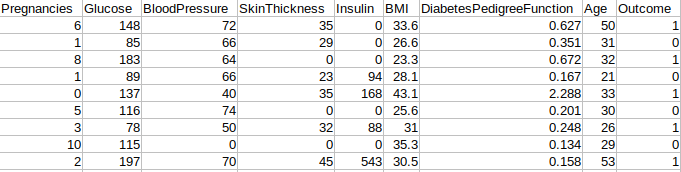 Pregnancies Glucose BloodPressure SkinThickness Insulin BMI DiabetesPedigreeFunction Age Outcome
6 148 72 35 0 33.6 0.627 50 1
1 85 66 29 0 26.6 0.351 31 0
8 183 64 0 0 23.3 0.672 32 1
1 89 66 23 94 28.1 0.167 21 0
0 137 40 35 168 43.1 2.288 33 1
5 116 74 0 0 25.6 0.201 30 0
3 78 50 32 88 31 0.248 26 1
10 115 0 0 0 35.3 0.134 29 0
2 197 70 45 543 30.5 0.158 53 1